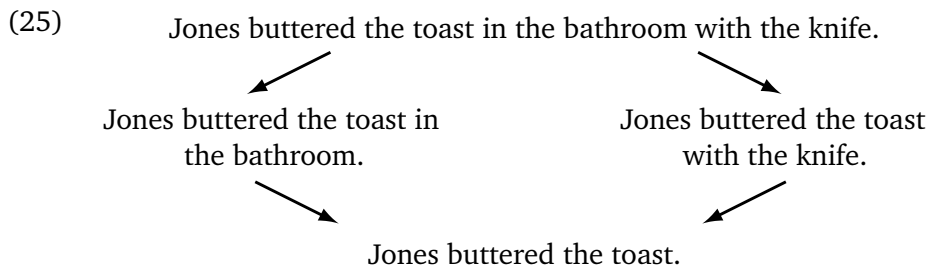 (25) Jones buttered the toast in the bathroom with the knife.
Jones buttered the toast in
the bathroom.
Jones buttered the toast
with the knife.
Jones buttered the toast.